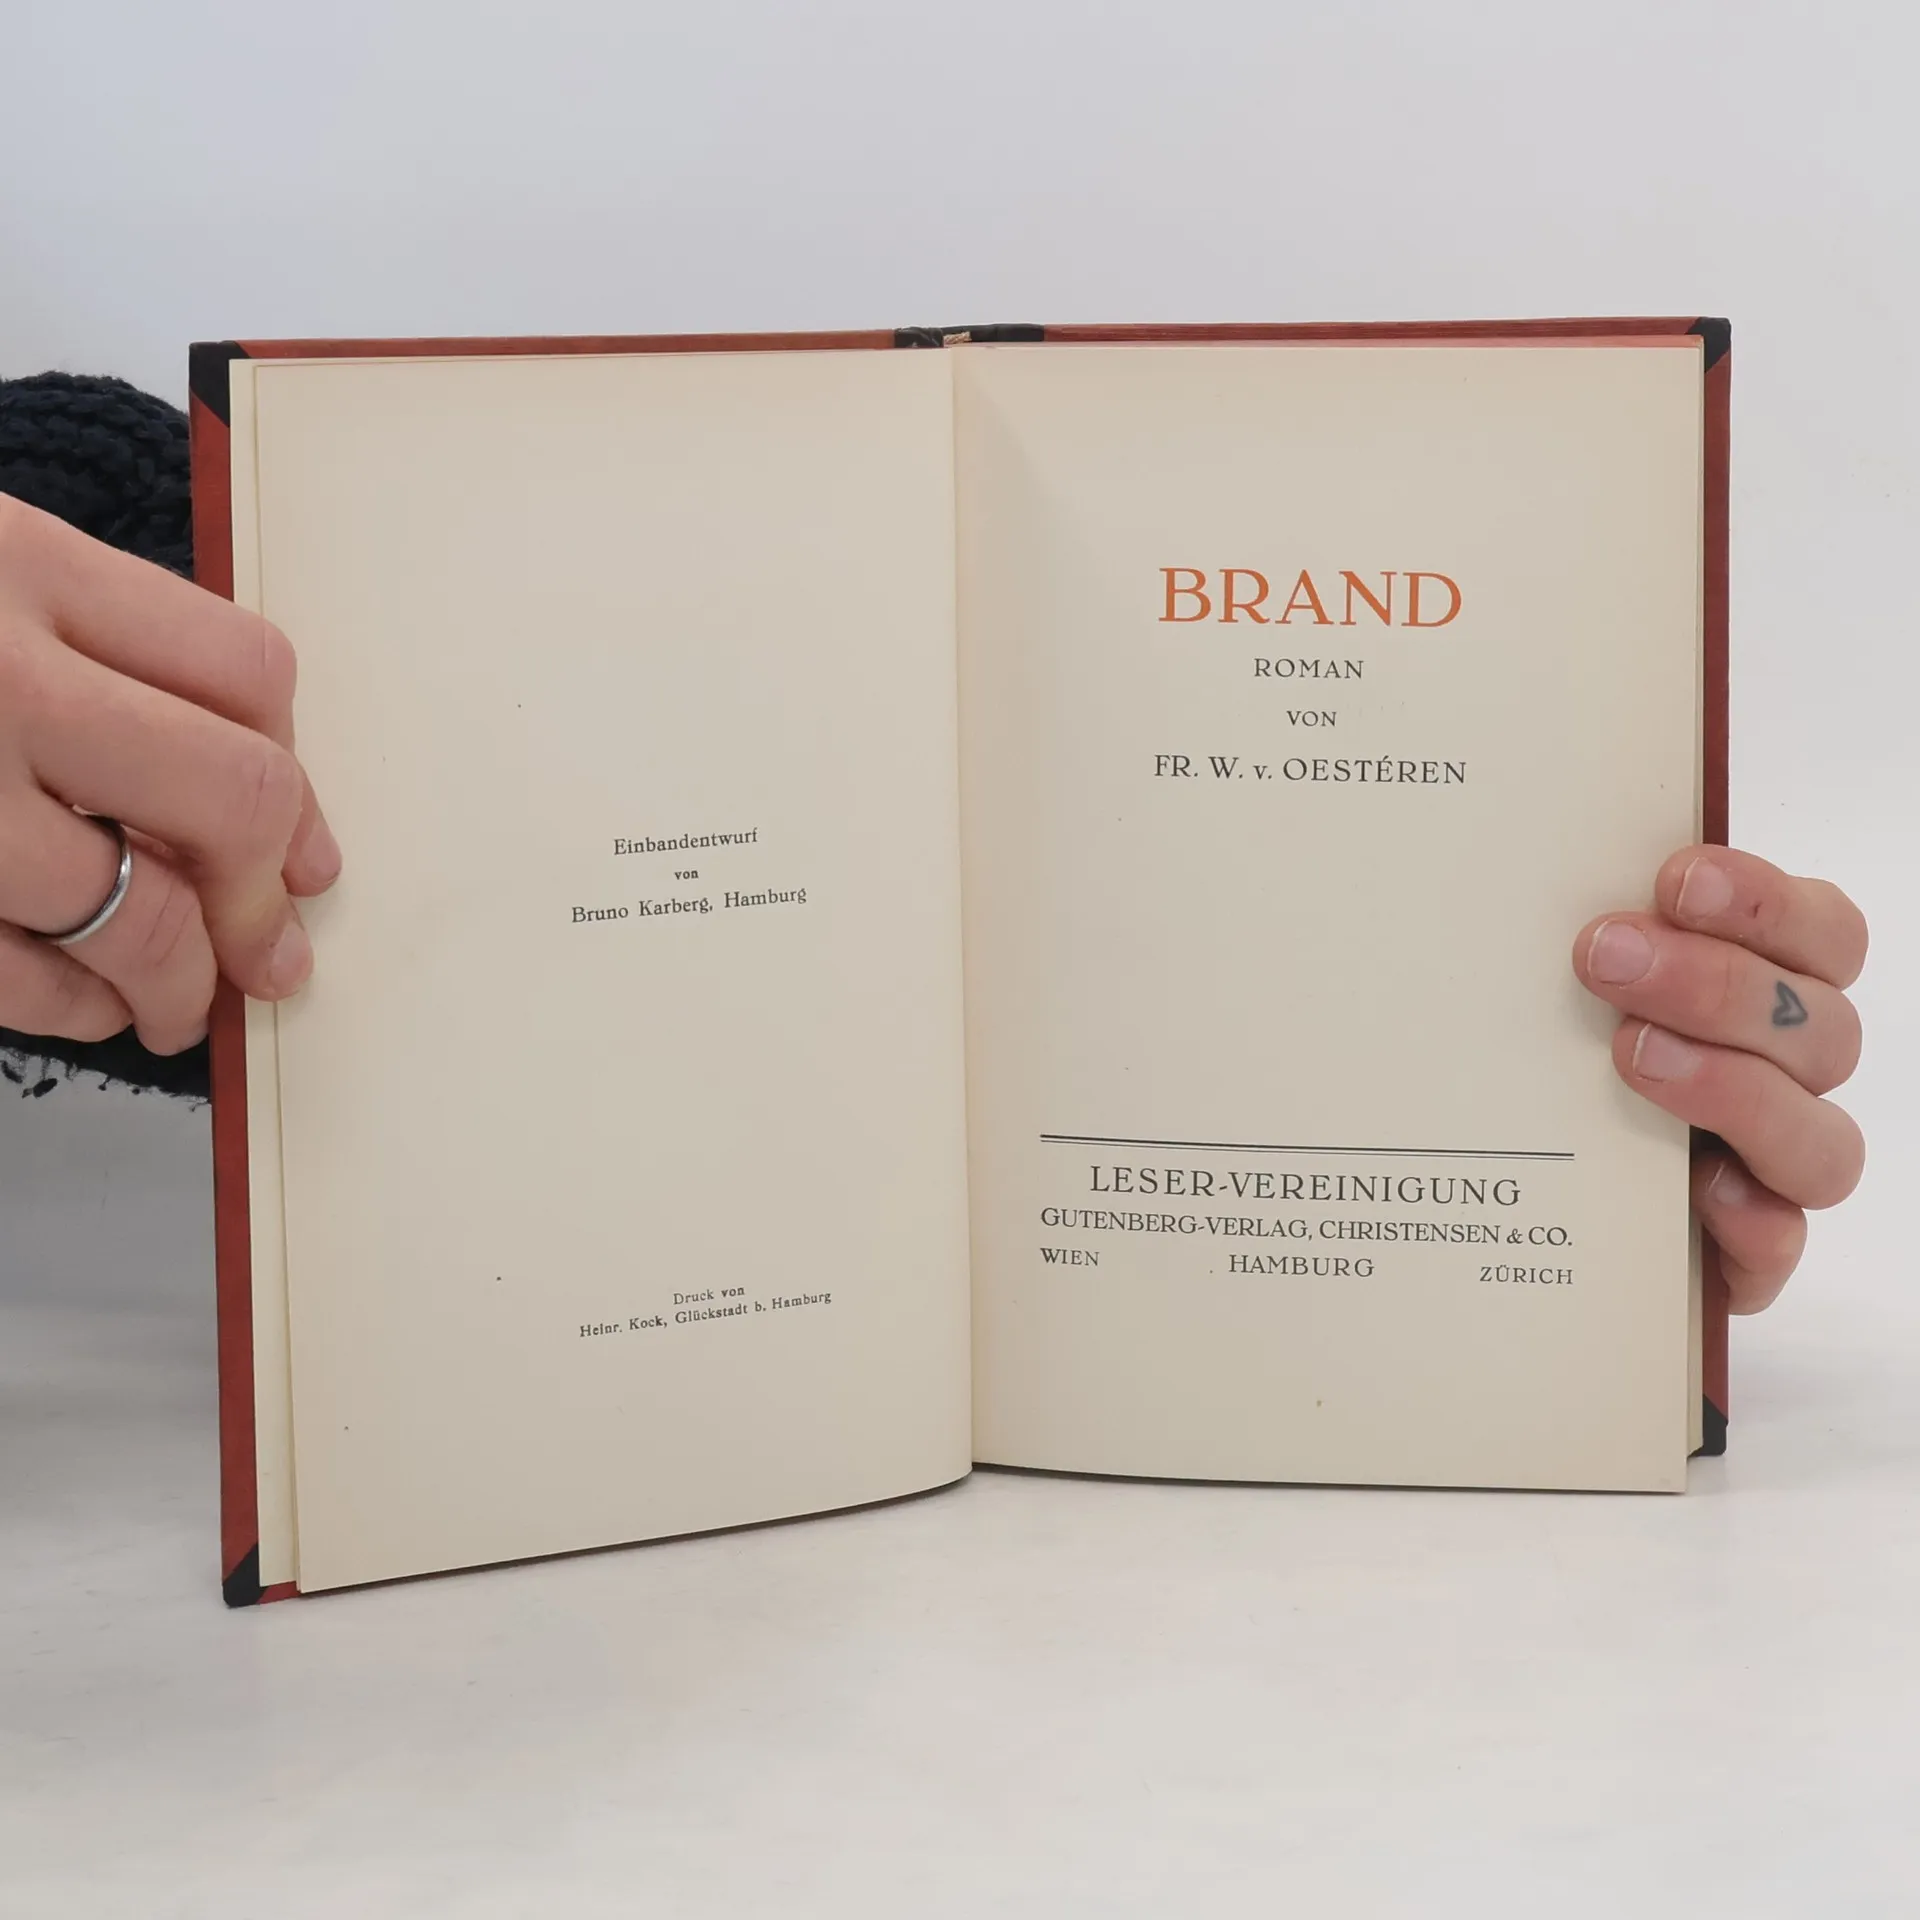 Einbandentwurf
von
Bruno Karberg, Hamburg
Druck von
Heinr. Kock, Glückstadt b. Hamburg
BRAND
ROMAN
VON
FR. W. v. OESTÉREN
LESER-VEREINIGUNG
GUTENBERG-VERLAG, CHRISTENSEN & CO.
WIEN HAMBURG ZÜRICH